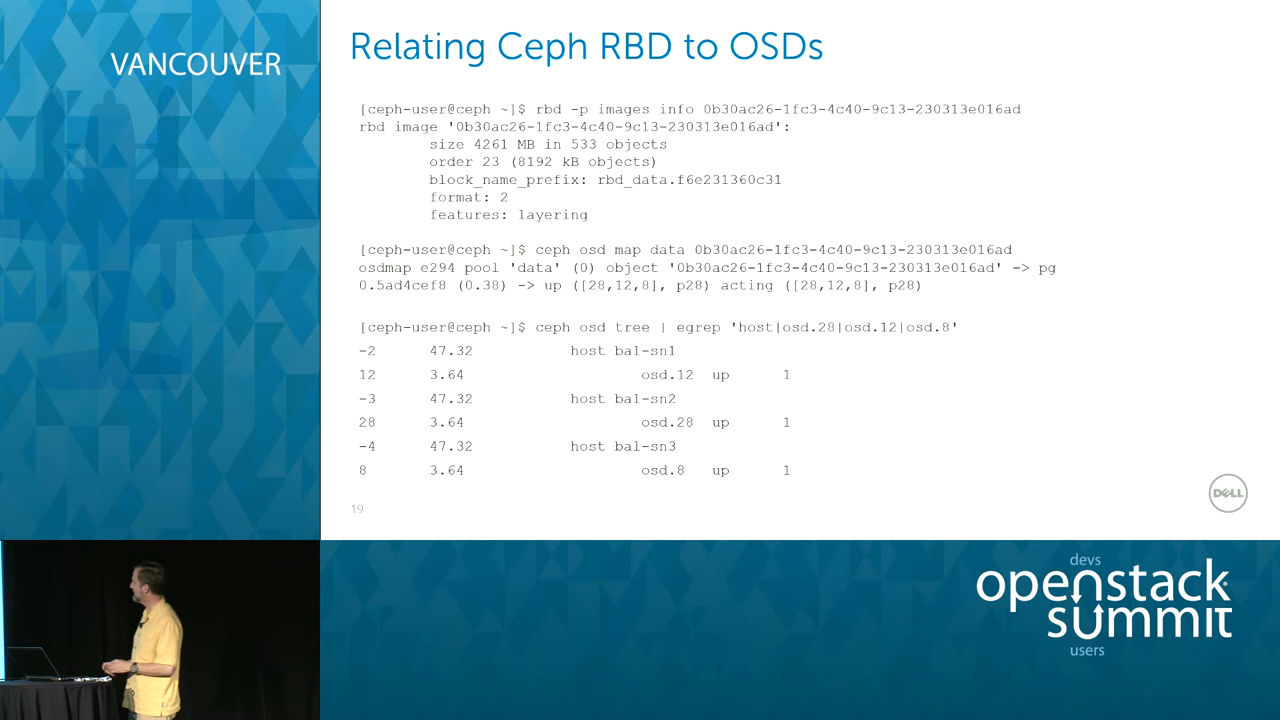 VANCOUVER
Relating Ceph RBD to OSDs
[ceph-user@ceph ~]$ rbd -p images info 0b30ac26-1fc3-4c40-9c13-230313e016ad
rbd image '0b30ac26-1fc3-4c40-9c13-230313e016ad':
size 4261 MB in 533 objects
order 23 (8192 kB objects)
block_name_prefix: rbd_data.f6e231360c31
format: 2
features: layering
[ceph-user@ceph ~]$ ceph osd map data 0b30ac26-1fc3-4c40-9c13-230313e016ad
osdmap e294 pool 'data' (0) object '0b30ac26-1fc3-4c40-9c13-230313e016ad' -> pg
0.5ad4cef8 (0.38) -> up ([28,12,8], p28) acting ([28,12,8], p28)
[ceph-user@ceph ~]$ ceph osd tree | egrep 'host|osd.28|osd.12|osd.8'
-2 47.32 host bal-sn1
12 3.64 osd.12 up 1
-3 47.32 host bal-sn2
28 3.64 osd.28 up 1
-4 47.32 host bal-sn3
8 3.64 osd.8 up 1
19
DELL
devs
openstack
summit
users